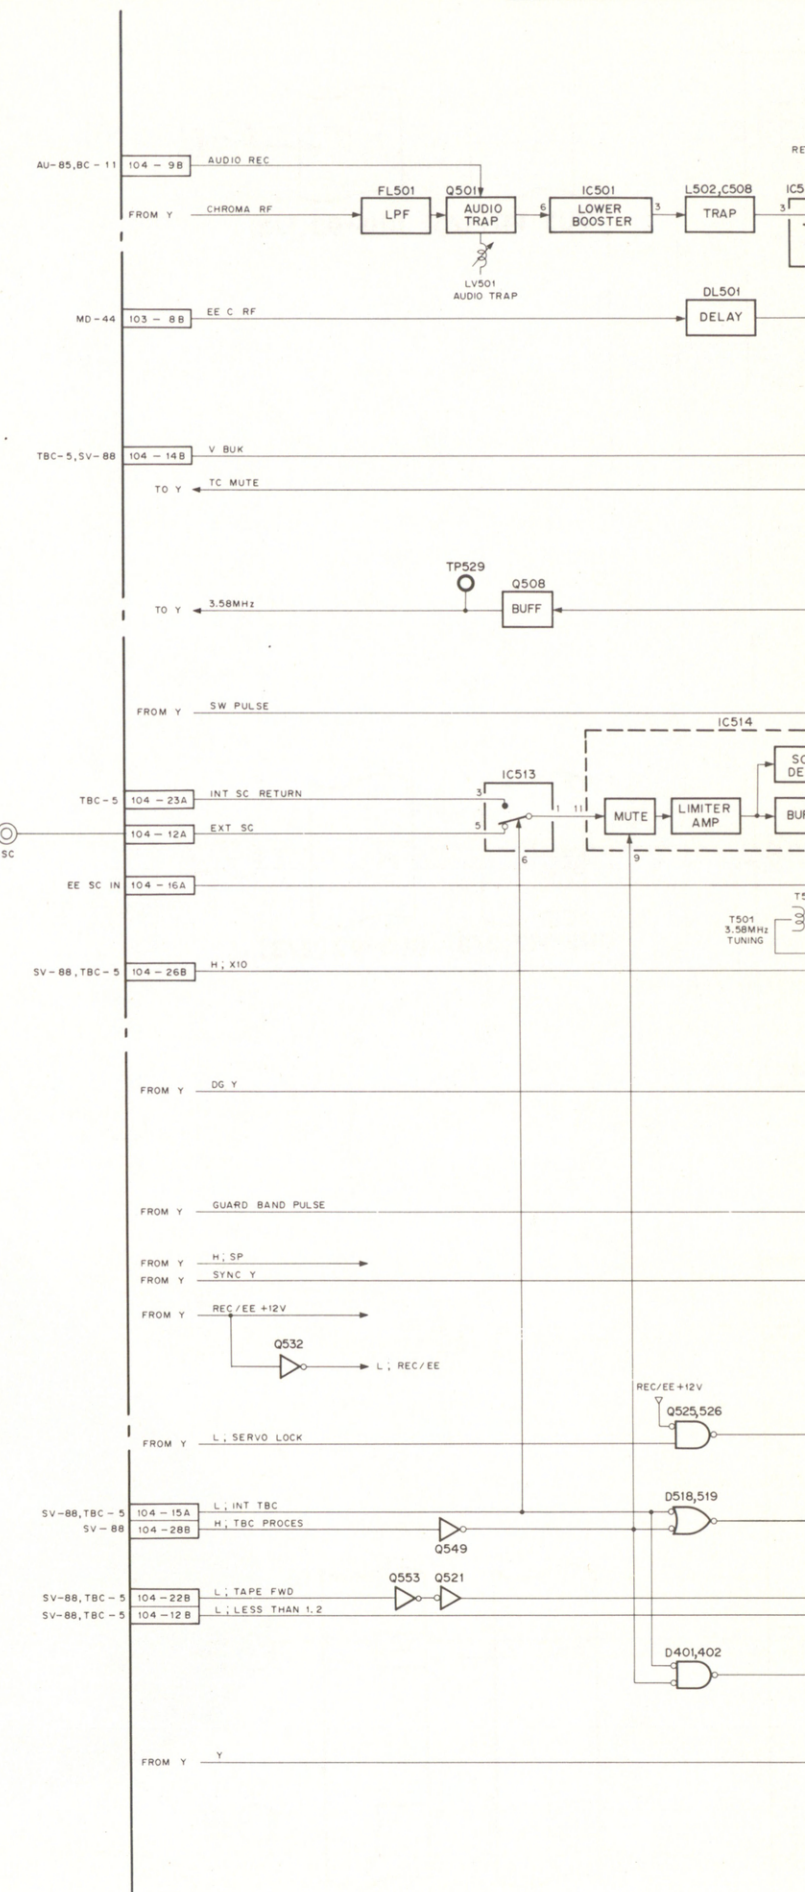 RE
AU-85,BC-11 104-9B AUDIO REC
FL501 Q501 IC501 L502,C508 IC5
FROM Y CHROMA RF LPF AUDIO TRAP 6 LOWER BOOSTER 3 TRAP 3
LV501
AUDIO TRAP
DL501
MD-44 103-8B EE C RF DELAY
TBC-5,SV-88 104-14B V BUK
TO Y TC MUTE
TP529
Q508
TO Y 3.58MHz BUFF
FROM Y SW PULSE
IC514
IC513
SC
DE
TBC-5 104-23A INT SC RETURN 3
1 11 MUTE LIMITER AMP BUF
SC 104-12A EXT SC 5
6 9
EE SC IN 104-16A
T5
T501
3.58MHz
TUNING
SV-88,TBC-5 104-26B H; X10
FROM Y DG Y
FROM Y GUARD BAND PULSE
FROM Y H; SP
FROM Y SYNC Y
FROM Y REC/EE +12V
Q532
L; REC/EE
REC/EE+12V
Q525,526
FROM Y L; SERVO LOCK
D518,519
SV-88,TBC-5 104-15A L; INT TBC
SV-88 104-28B H; TBC PROCES
Q549
Q553 Q521
SV-88,TBC-5 104-22B L; TAPE FWD
SV-88,TBC-5 104-12B L; LESS THAN 1.2
D401,402
FROM Y Y